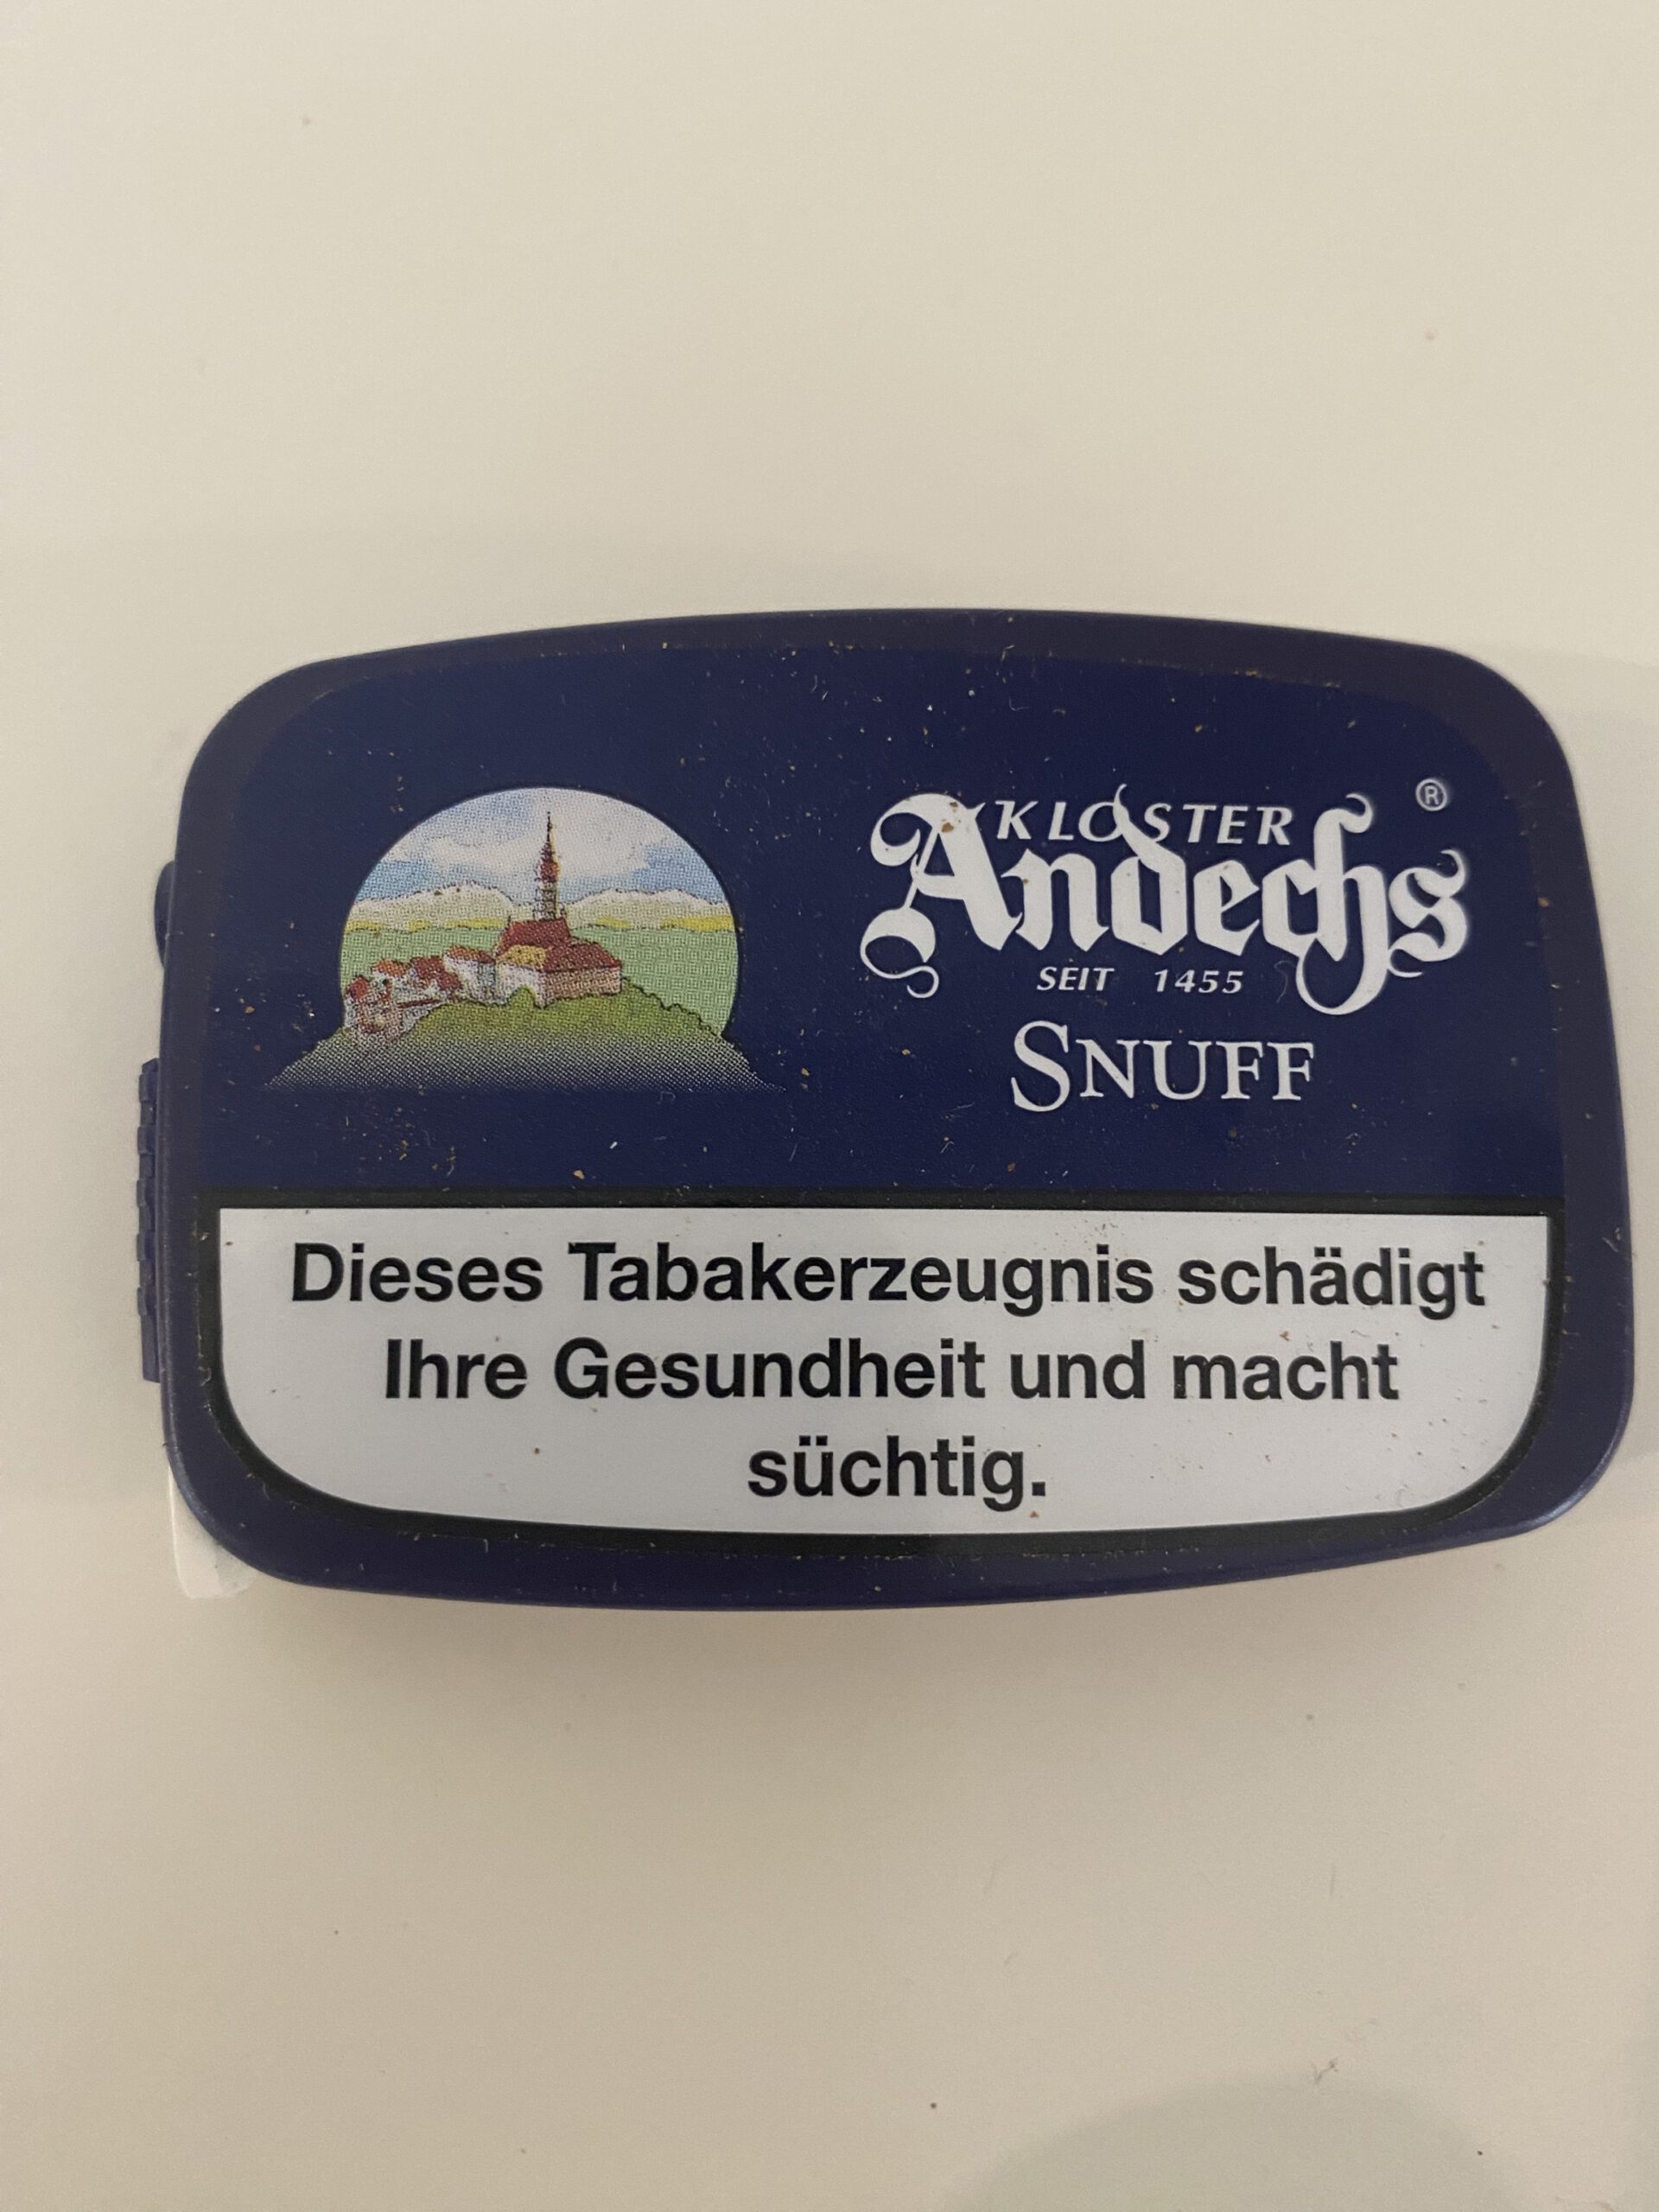 KLOSTER
Andechs®
SEIT 1455
SNUFF
Dieses Tabakerzeugnis schädigt
Ihre Gesundheit und macht
süchtig.